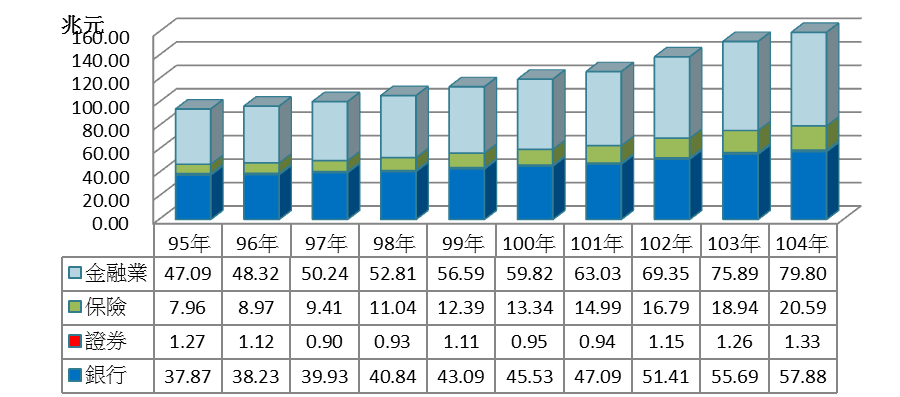 兆元
160.00
140.00
120.00
100.00
80.00
60.00
40.00
20.00
0.00
95年 96年 97年 98年 99年 100年 101年 102年 103年 104年
金融業 47.09 48.32 50.24 52.81 56.59 59.82 63.03 69.35 75.89 79.80
保險 7.96 8.97 9.41 11.04 12.39 13.34 14.99 16.79 18.94 20.59
證券 1.27 1.12 0.90 0.93 1.11 0.95 0.94 1.15 1.26 1.33
銀行 37.87 38.23 39.93 40.84 43.09 45.53 47.09 51.41 55.69 57.88